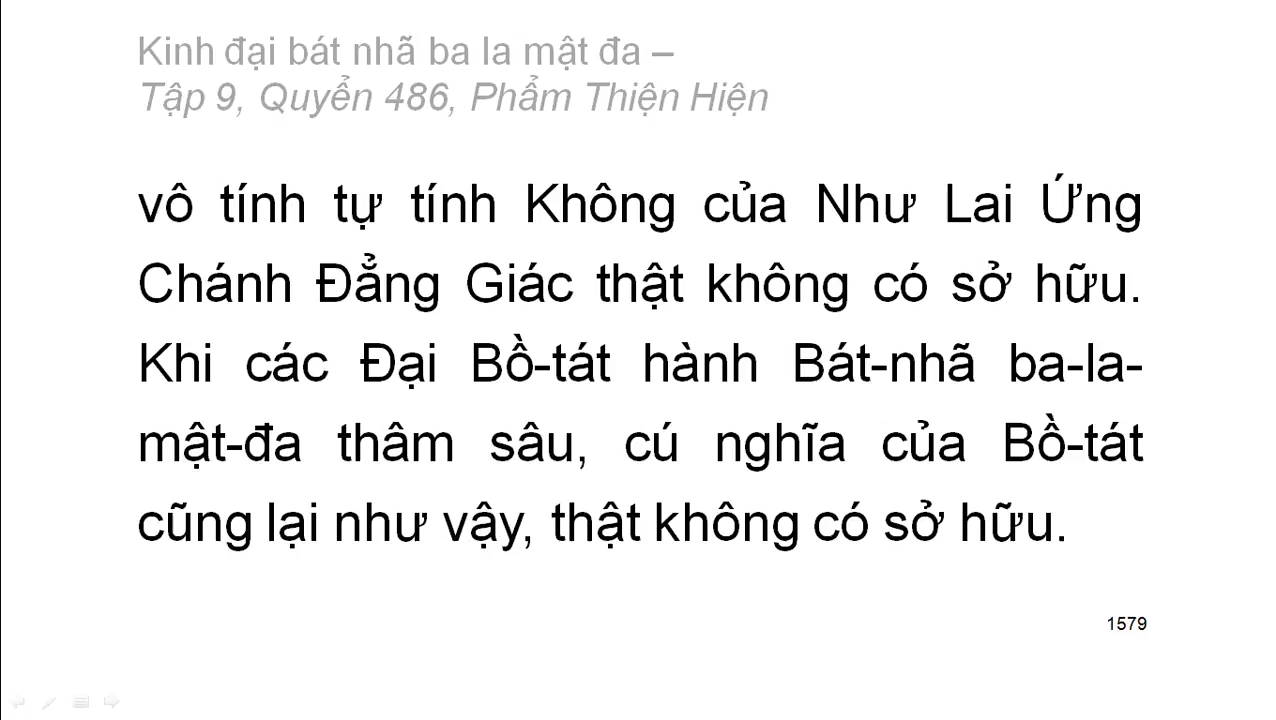 Kinh đại bát nhã ba la mật đa –
Tập 9, Quyển 486, Phẩm Thiện Hiện
vô tính tự tính Không của Như Lai Ứng
Chánh Đẳng Giác thật không có sở hữu.
Khi các Đại Bồ-tát hành Bát-nhã ba-la-
mật-đa thâm sâu, cú nghĩa của Bồ-tát
cũng lại như vậy, thật không có sở hữu.
1579